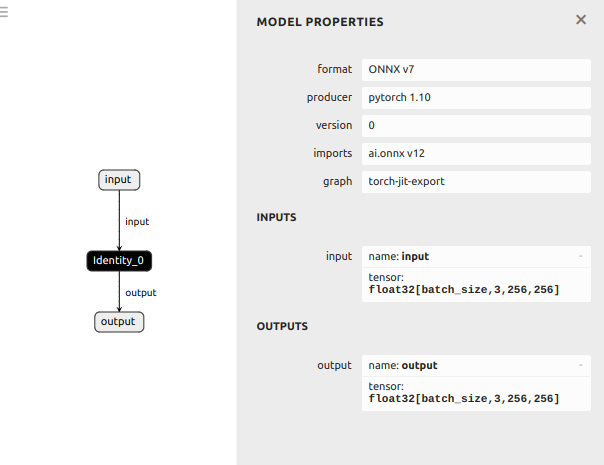 MODEL PROPERTIES
format
ONNX v7
producer
pytorch 1.10
version
0
imports
ai.onnx v12
graph
torch-jit-export
INPUTS
input
name: input
-
tensor:
float32[batch_size,3,256,256]
OUTPUTS
output
name: output
-
tensor:
float32[batch_size,3,256,256]
input
input
Identity_0
output
output